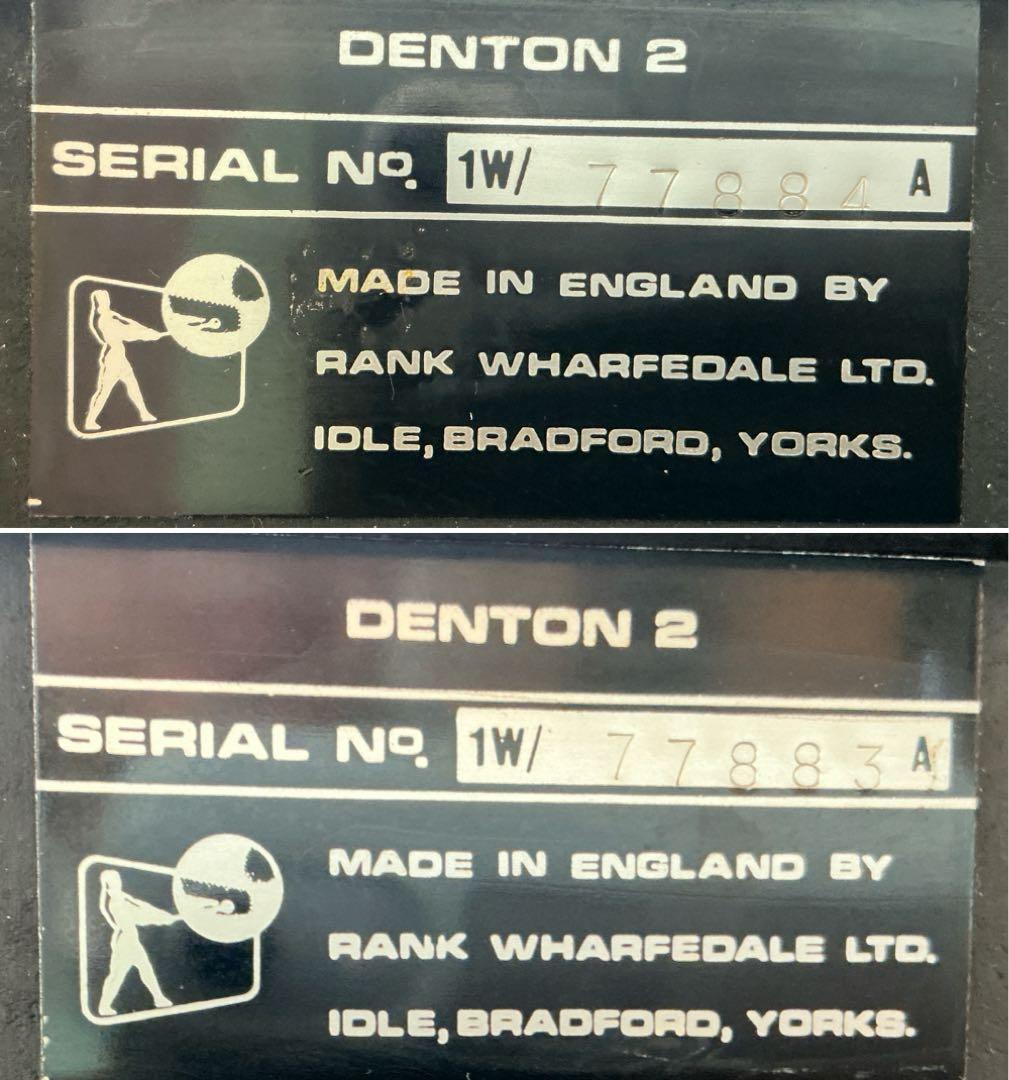 DENTON 2
SERIAL No. 1W/ 77884 A
MADE IN ENGLAND BY
RANK WHARFEDALE LTD.
IDLE, BRADFORD, YORKS.
DENTON 2
SERIAL No. 1W/ 77883 A
MADE IN ENGLAND BY
RANK WHARFEDALE LTD.
IDLE, BRADFORD, YORKS.